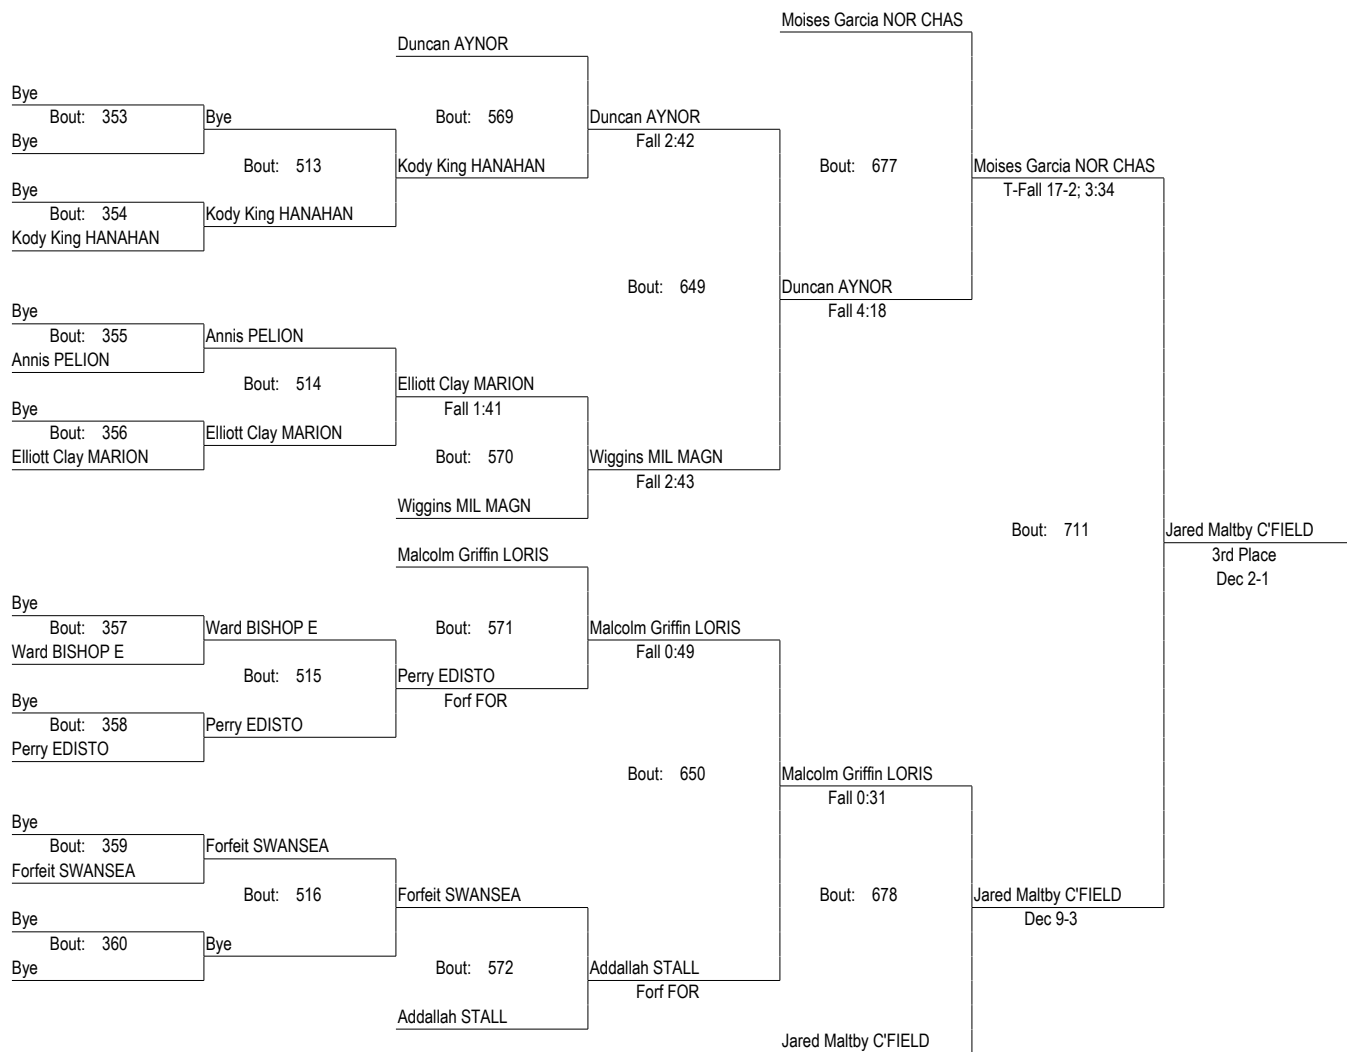 Moises Garcia NOR CHAS
Duncan AYNOR
Bye
Bout: 353
Bye
Bout: 569
Duncan AYNOR
Bye
Fall 2:42
Bout: 513
Kody King HANAHAN
Bout: 677
Moises Garcia NOR CHAS
Bye
T-Fall 17-2; 3:34
Bout: 354
Kody King HANAHAN
Kody King HANAHAN
Bout: 649
Duncan AYNOR
Bye
Fall 4:18
Bout: 355
Annis PELION
Annis PELION
Bout: 514
Elliott Clay MARION
Bye
Fall 1:41
Bout: 356
Elliott Clay MARION
Elliott Clay MARION
Bout: 570
Wiggins MIL MAGN
Fall 2:43
Wiggins MIL MAGN
Bout: 711
Jared Maltby C'FIELD
Malcolm Griffin LORIS
3rd Place
Dec 2-1
Bye
Bout: 357
Ward BISHOP E
Bout: 571
Malcolm Griffin LORIS
Ward BISHOP E
Fall 0:49
Bout: 515
Perry EDISTO
Bye
Forf FOR
Bout: 358
Perry EDISTO
Perry EDISTO
Bout: 650
Malcolm Griffin LORIS
Fall 0:31
Bye
Bout: 359
Forfeit SWANSEA
Forfeit SWANSEA
Bout: 516
Forfeit SWANSEA
Bout: 678
Jared Maltby C'FIELD
Bye
Dec 9-3
Bout: 360
Bye
Bye
Bout: 572
Addallah STALL
Forf FOR
Addallah STALL
Jared Maltby C'FIELD